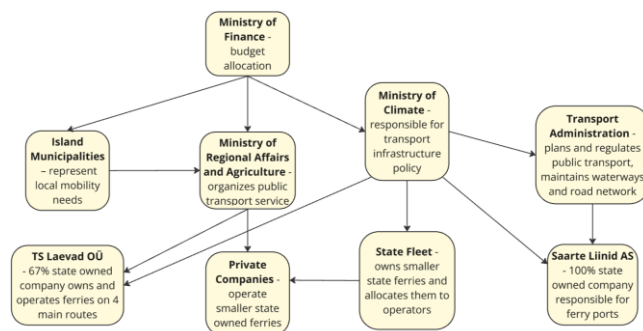 Ministry of
Finance -
budget
allocation
Island
Municipalities
– represent
local mobility
needs
Ministry of
Regional Affairs
and Agriculture -
organizes public
transport service
Ministry of
Climate -
responsible for
transport
infrastructure
policy
Transport
Administration -
plans and regulates
public transport,
maintains waterways
and road network
TS Laevad OÜ
- 67% state owned
company owns and
operates ferries on 4
main routes
Private
Companies -
operate
smaller state
owned ferries
State Fleet -
owns smaller
state ferries and
allocates them to
operators
Saarte Liinid AS
- 100% state
owned company
responsible for
ferry ports